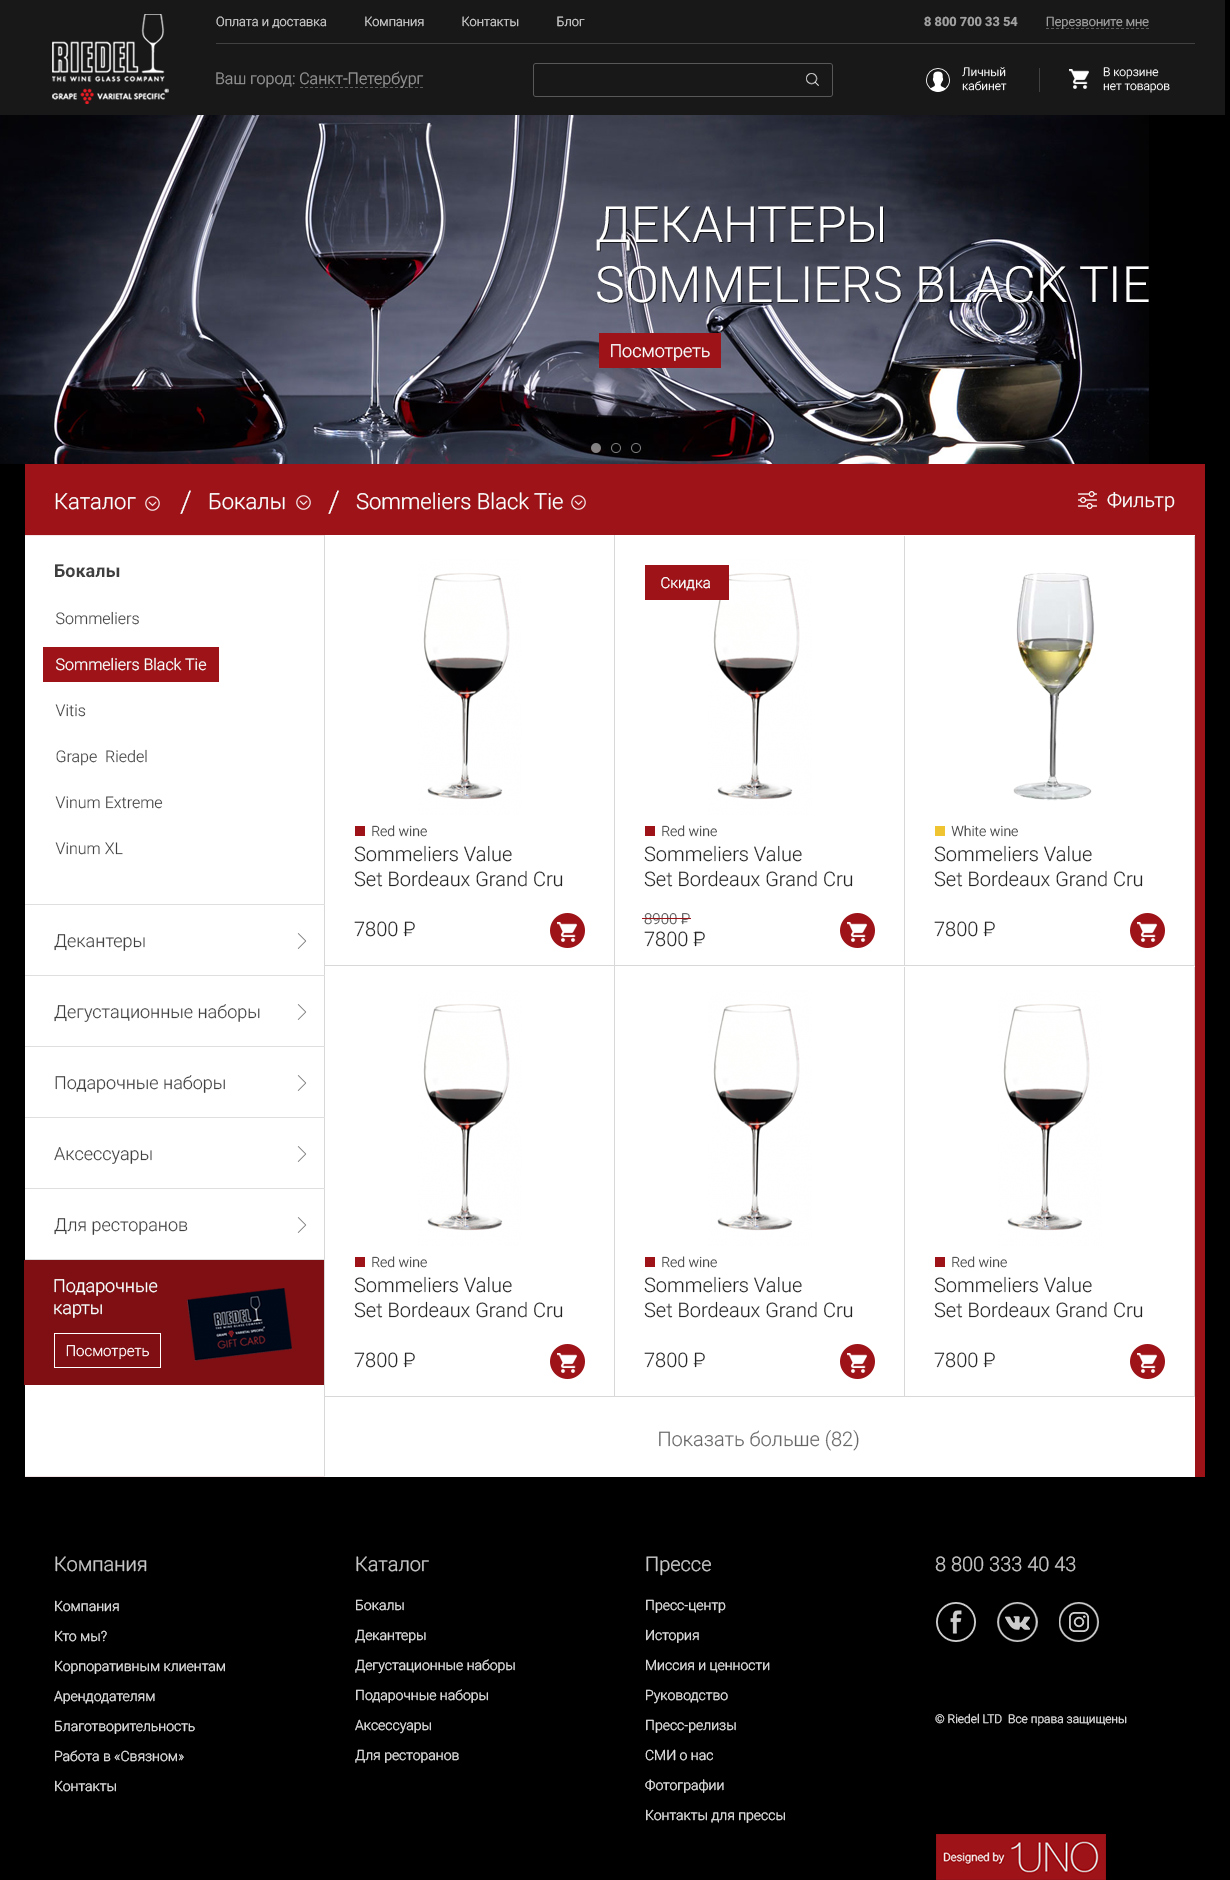 Оплата и доставка
Компания
Контакты
Блог
8 800 700 33 54
Перезвоните мне
RIEDEL
THE WINE GLASS COMPANY
GRAPE VARIETAL SPECIFIC®
Ваш город: Санкт-Петербург
Личный
кабинет
В корзине
нет товаров
ДЕКАНТЕРЫ
SOMMELIERS BLACK TIE
Посмотреть
Каталог / Бокалы / Sommeliers Black Tie
Фильтр
Бокалы
Sommeliers
Sommeliers Black Tie
Vitis
Grape Riedel
Vinum Extreme
Vinum XL
Декантеры
Дегустационные наборы
Подарочные наборы
Аксессуары
Для ресторанов
Подарочные
карты
Посмотреть
RIEDEL
THE WINE GLASS COMPANY
GRAPE VARIETAL SPECIFIC®
GIFT CARD
Red wine
Sommeliers Value
Set Bordeaux Grand Cru
7800 ₽
Скидка
Red wine
Sommeliers Value
Set Bordeaux Grand Cru
8900 ₽
7800 ₽
White wine
Sommeliers Value
Set Bordeaux Grand Cru
7800 ₽
Red wine
Sommeliers Value
Set Bordeaux Grand Cru
7800 ₽
Red wine
Sommeliers Value
Set Bordeaux Grand Cru
7800 ₽
Red wine
Sommeliers Value
Set Bordeaux Grand Cru
7800 ₽
Показать больше (82)
Компания
Компания
Кто мы?
Корпоративным клиентам
Арендодателям
Благотворительность
Работа в «Связном»
Контакты
Каталог
Бокалы
Декантеры
Дегустационные наборы
Подарочные наборы
Аксессуары
Для ресторанов
Прессе
Пресс-центр
История
Миссия и ценности
Руководство
Пресс-релизы
СМИ о нас
Фотографии
Контакты для прессы
8 800 333 40 43
© Riedel LTD Все права защищены
Designed by UNO